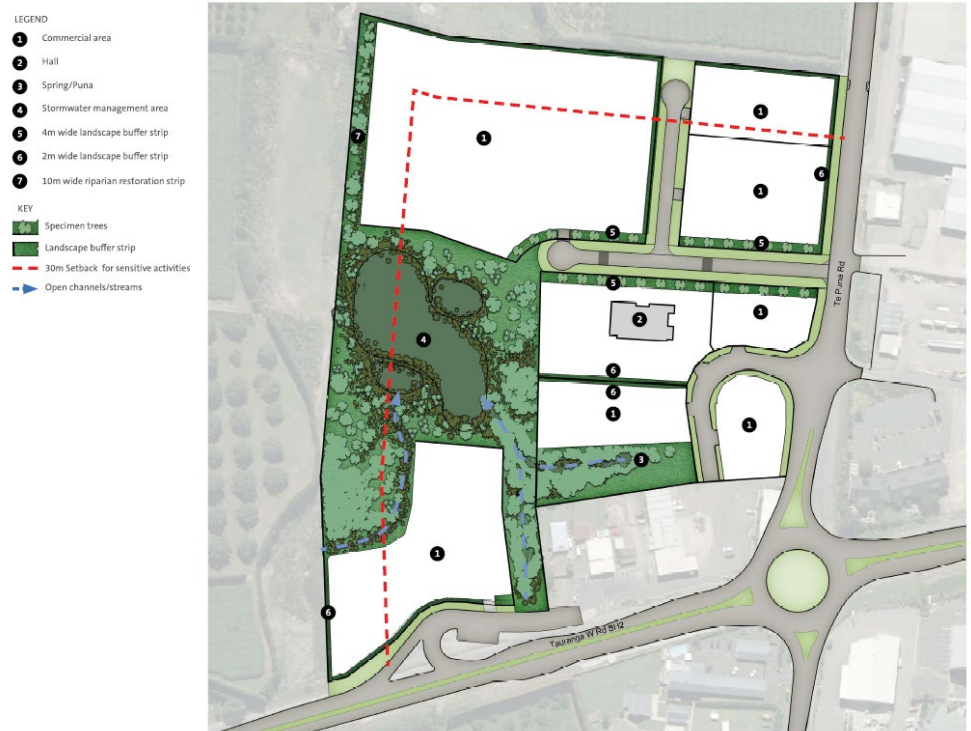 LEGEND
1 Commercial area
2 Hall
3 Spring/Puna
4 Stormwater management area
5 4m wide landscape buffer strip
6 2m wide landscape buffer strip
7 10m wide riparian restoration strip
KEY
Specimen trees
Landscape buffer strip
30m Setback for sensitive activities
Open channels/streams
1
1
7
1
6
5
5
5
Te Puna Rd
2
1
4
6
6
1
1
3
1
6
Tauranga W Rd SH2